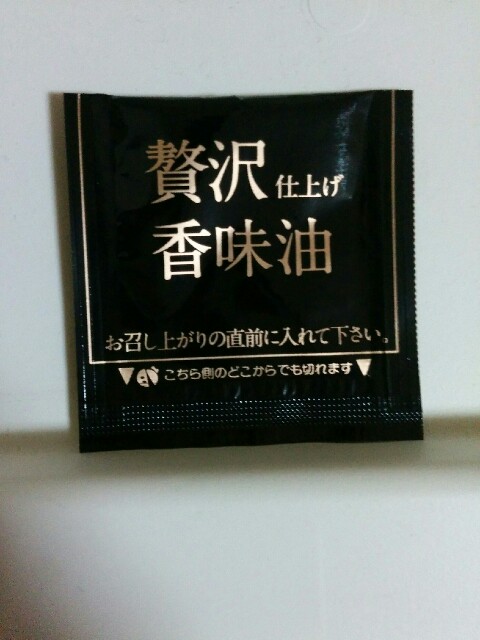 贅沢仕上げ
香味油
お召し上がりの直前に入れて下さい。
▼こちら側のどこからでも切れます▼